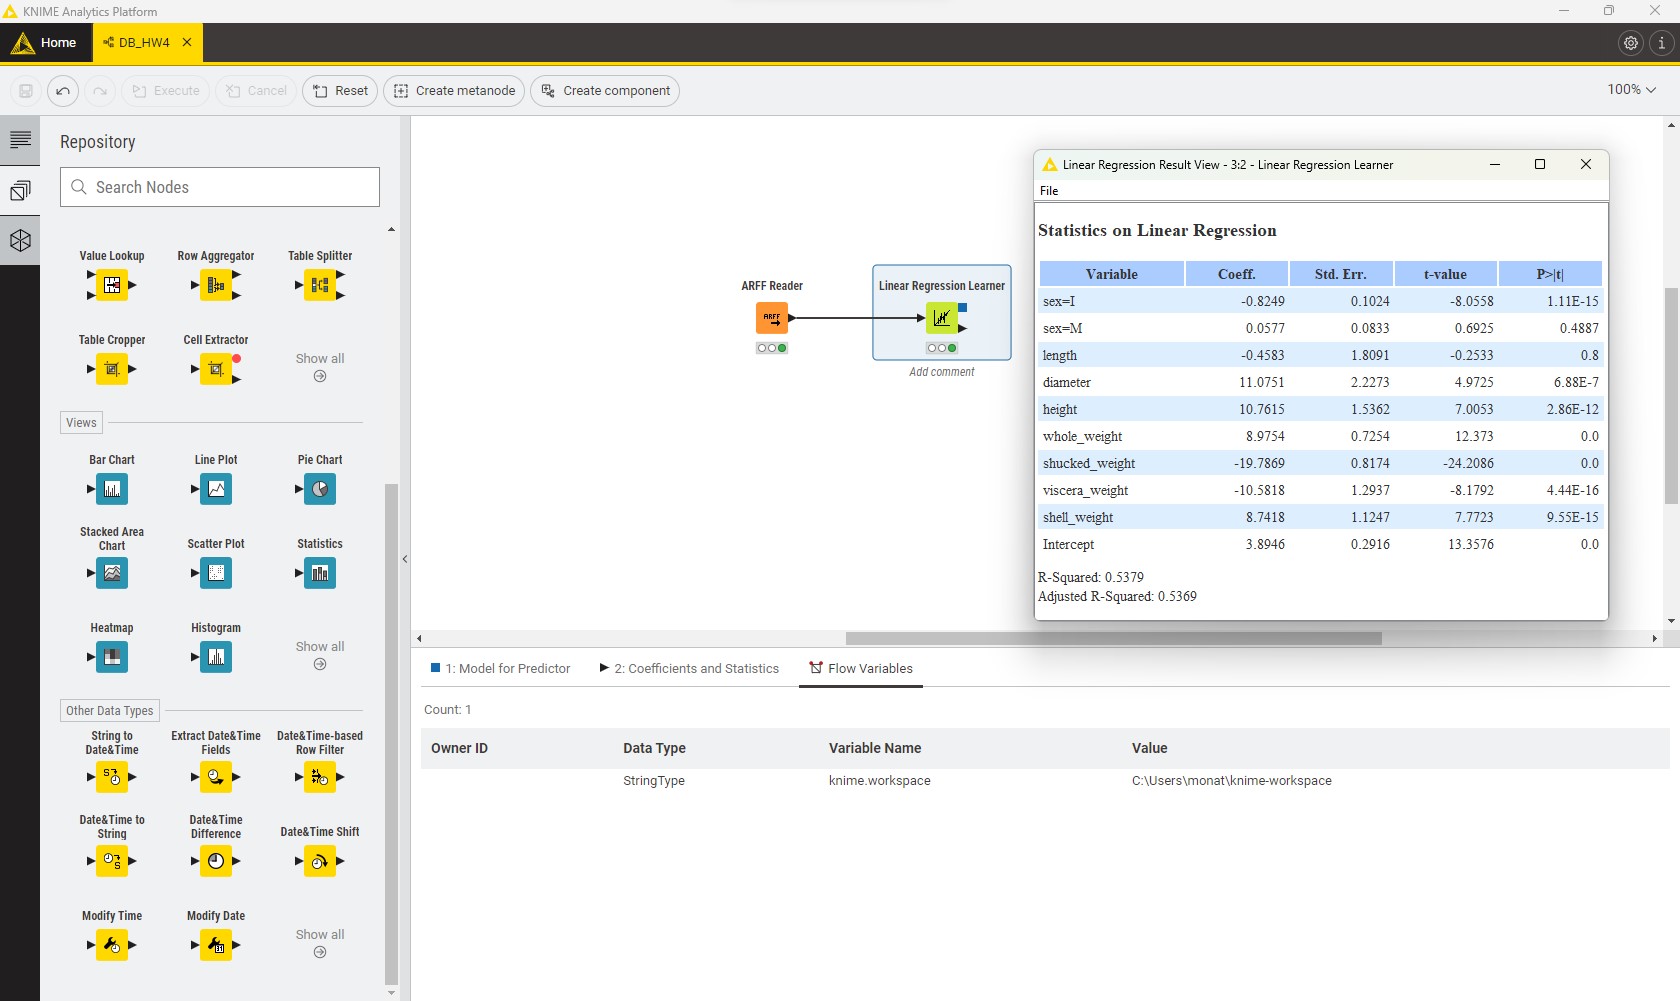 KNIME Analytics Platform
Home
DB_HW4
Execute
Cancel
Reset
Create metanode
Create component
100%
Repository
Search Nodes
Value Lookup
Row Aggregator
Table Splitter
Table Cropper
Cell Extractor
Show all
Views
Bar Chart
Line Plot
Pie Chart
Stacked Area
Chart
Scatter Plot
Statistics
Heatmap
Histogram
Show all
Other Data Types
String to
Date&Time
Extract Date&Time
Fields
Date&Time-based
Row Filter
Date&Time to
String
Date&Time
Difference
Date&Time Shift
Modify Time
Modify Date
Show all
ARFF Reader
ARFF
Linear Regression Learner
Add comment
Linear Regression Result View - 3:2 - Linear Regression Learner
File
Statistics on Linear Regression
Variable Coeff. Std. Err. t-value P>|t|
sex=I -0.8249 0.1024 -8.0558 1.11E-15
sex=M 0.0577 0.0833 0.6925 0.4887
length -0.4583 1.8091 -0.2533 0.8
diameter 11.0751 2.2273 4.9725 6.88E-7
height 10.7615 1.5362 7.0053 2.86E-12
whole_weight 8.9754 0.7254 12.373 0.0
shucked_weight -19.7869 0.8174 -24.2086 0.0
viscera_weight -10.5818 1.2937 -8.1792 4.44E-16
shell_weight 8.7418 1.1247 7.7723 9.55E-15
Intercept 3.8946 0.2916 13.3576 0.0
R-Squared: 0.5379
Adjusted R-Squared: 0.5369
1: Model for Predictor
2: Coefficients and Statistics
Flow Variables
Count: 1
Owner ID Data Type Variable Name Value
StringType knime.workspace C:\Users\monat\knime-workspace